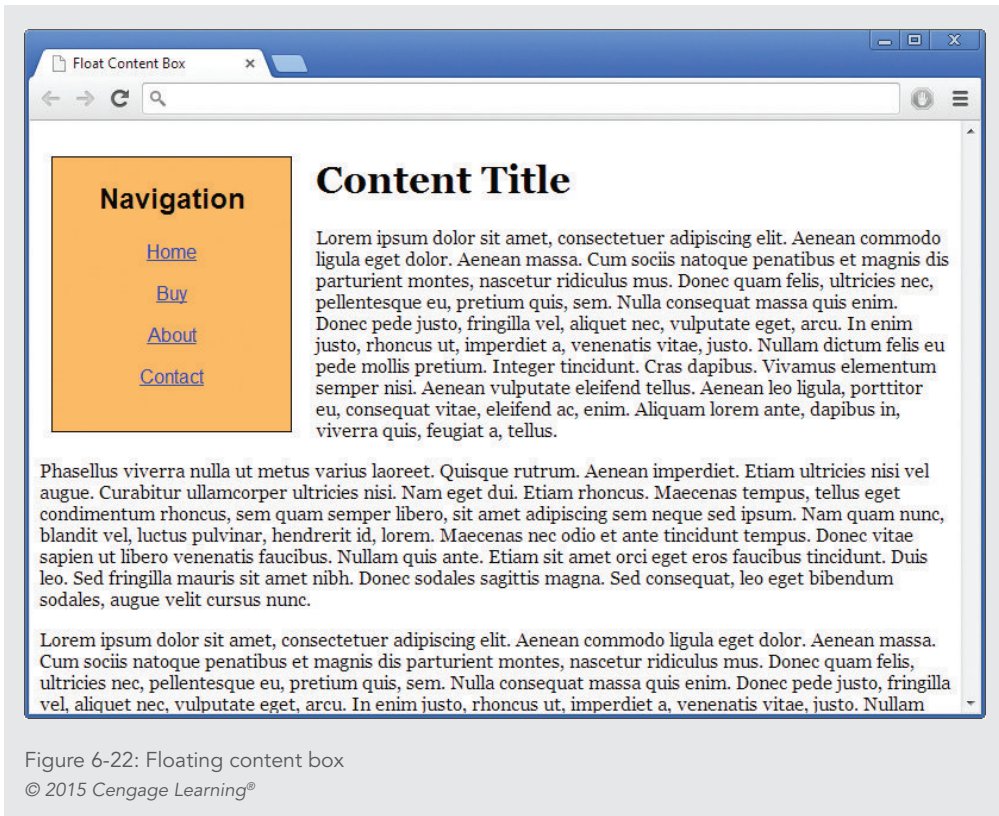 Float Content Box
Navigation
Home
Buy
About
Contact
Content Title
Lorem ipsum dolor sit amet, consectetuer adipiscing elit. Aenean commodo
ligula eget dolor. Aenean massa. Cum sociis natoque penatibus et magnis dis
parturient montes, nascetur ridiculus mus. Donec quam felis, ultricies nec,
pellentesque eu, pretium quis, sem. Nulla consequat massa quis enim.
Donec pede justo, fringilla vel, aliquet nec, vulputate eget, arcu. In enim
justo, rhoncus ut, imperdiet a, venenatis vitae, justo. Nullam dictum felis eu
pede mollis pretium. Integer tincidunt. Cras dapibus. Vivamus elementum
semper nisi. Aenean vulputate eleifend tellus. Aenean leo ligula, porttitor
eu, consequat vitae, eleifend ac, enim. Aliquam lorem ante, dapibus in,
viverra quis, feugiat a, tellus.
Phasellus viverra nulla ut metus varius laoreet. Quisque rutrum. Aenean imperdiet. Etiam ultricies nisi vel
augue. Curabitur ullamcorper ultricies nisi. Nam eget dui. Etiam rhoncus. Maecenas tempus, tellus eget
condimentum rhoncus, sem quam semper libero, sit amet adipiscing sem neque sed ipsum. Nam quam nunc,
blandit vel, luctus pulvinar, hendrerit id, lorem. Maecenas nec odio et ante tincidunt tempus. Donec vitae
sapien ut libero venenatis faucibus. Nullam quis ante. Etiam sit amet orci eget eros faucibus tincidunt. Duis
leo. Sed fringilla mauris sit amet nibh. Donec sodales sagittis magna. Sed consequat, leo eget bibendum
sodales, augue velit cursus nunc.
Lorem ipsum dolor sit amet, consectetuer adipiscing elit. Aenean commodo ligula eget dolor. Aenean massa.
Cum sociis natoque penatibus et magnis dis parturient montes, nascetur ridiculus mus. Donec quam felis,
ultricies nec, pellentesque eu, pretium quis, sem. Nulla consequat massa quis enim. Donec pede justo, fringilla
vel, aliquet nec, vulputate eget, arcu. In enim justo, rhoncus ut, imperdiet a, venenatis vitae, justo. Nullam
Figure 6-22: Floating content box
© 2015 Cengage Learning®